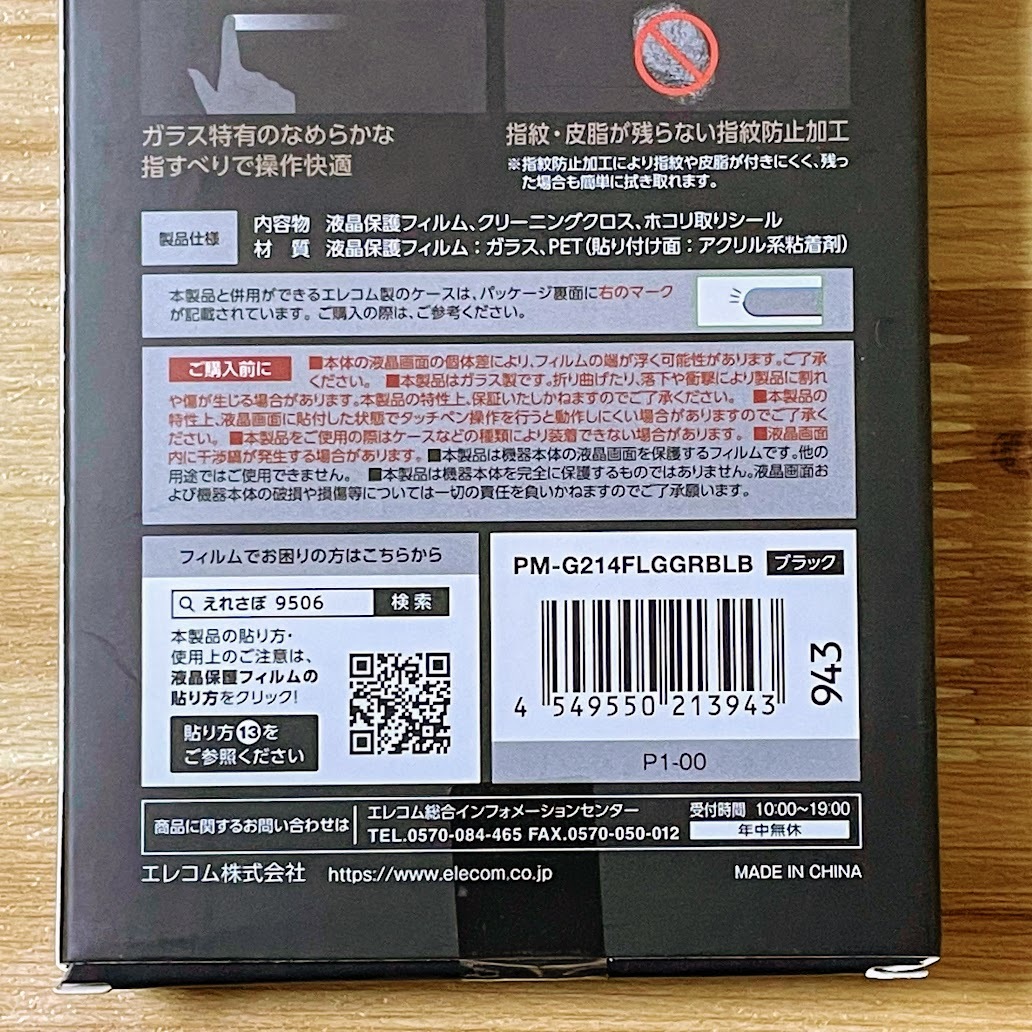 ガラス特有のなめらかな
指すべりで操作快適
指紋・皮脂が残らない指紋防止加工
※指紋防止加工により指紋や皮脂が付きにくく、残っ
た場合も簡単に拭き取れます。
製品仕様
内容物 液晶保護フィルム、クリーニングクロス、ホコリ取りシール
材 質 液晶保護フィルム：ガラス、PET（貼り付け面：アクリル系粘着剤）
本製品と併用ができるエレコム製のケースは、パッケージ裏面に右のマーク
が記載されています。ご購入の際は、ご参考ください。
ご購入前に ■本体の液晶画面の個体差により、フィルムの端が浮く可能性があります。ご了承
ください。 ■本製品はガラス製です。折り曲げたり、落下や衝撃により製品に割れ
や傷が生じる場合があります。本製品の特性上、保証いたしかねますのでご了承ください。 ■本製品の
特性上、液晶画面に貼付した状態でタッチペン操作を行うと動作しにくい場合がありますのでご了承く
ださい。 ■本製品をご使用の際はケースなどの種類により装着できない場合があります。 ■液晶画面
内に干渉縞が発生する場合があります。 ■本製品は機器本体の液晶画面を保護するフィルムです。他の
用途ではご使用できません。 ■本製品は機器本体を完全に保護するものではありません。液晶画面お
よび機器本体の破損や損傷等については一切の責任を負いかねますのでご了承願います。
フィルムでお困りの方はこちらから
えれさぽ 9506 検索
本製品の貼り方・
使用上のご注意は、
液晶保護フィルムの
貼り方をクリック!
貼り方⑬を
ご参照ください
PM-G214FLGGRBLB ブラック
4 549550 213943
943
P1-00
商品に関するお問い合わせは
エレコム総合インフォメーションセンター
TEL.0570-084-465 FAX.0570-050-012
受付時間 10:00~19:00
年中無休
エレコム株式会社 https://www.elecom.co.jp
MADE IN CHINA